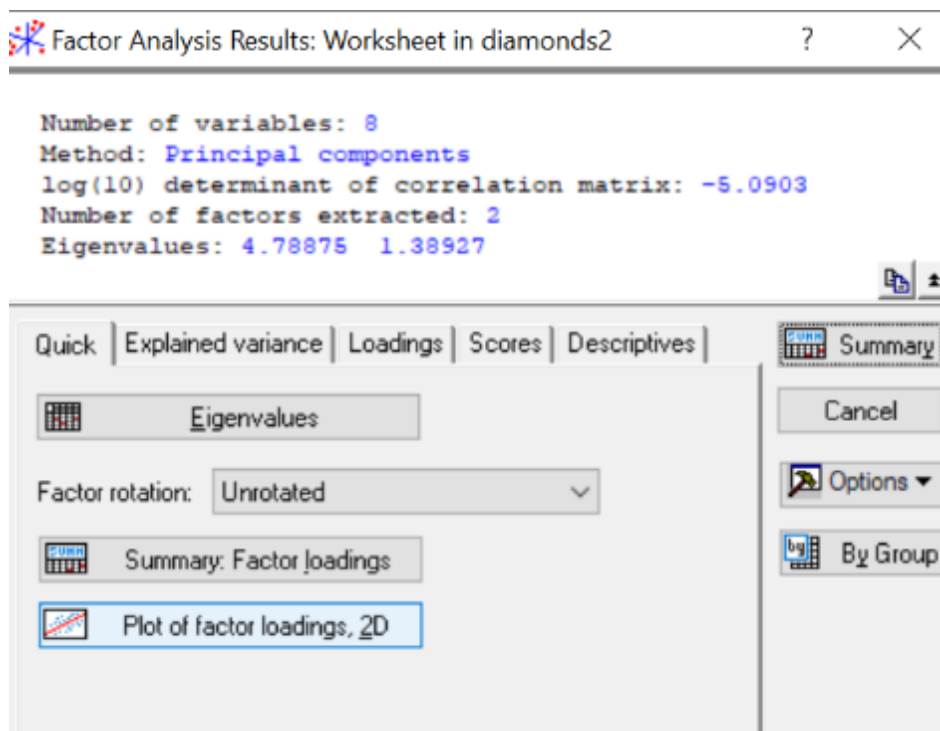 Factor Analysis Results: Worksheet in diamonds2 ? ×
Number of variables: 8
Method: Principal components
log(10) determinant of correlation matrix: -5.0903
Number of factors extracted: 2
Eigenvalues: 4.78875 1.38927
Quick Explained variance Loadings Scores Descriptives
Summary
Eigenvalues
Cancel
Factor rotation: Unrotated
Options
Summary: Factor loadings
By Group
Plot of factor loadings, 2D